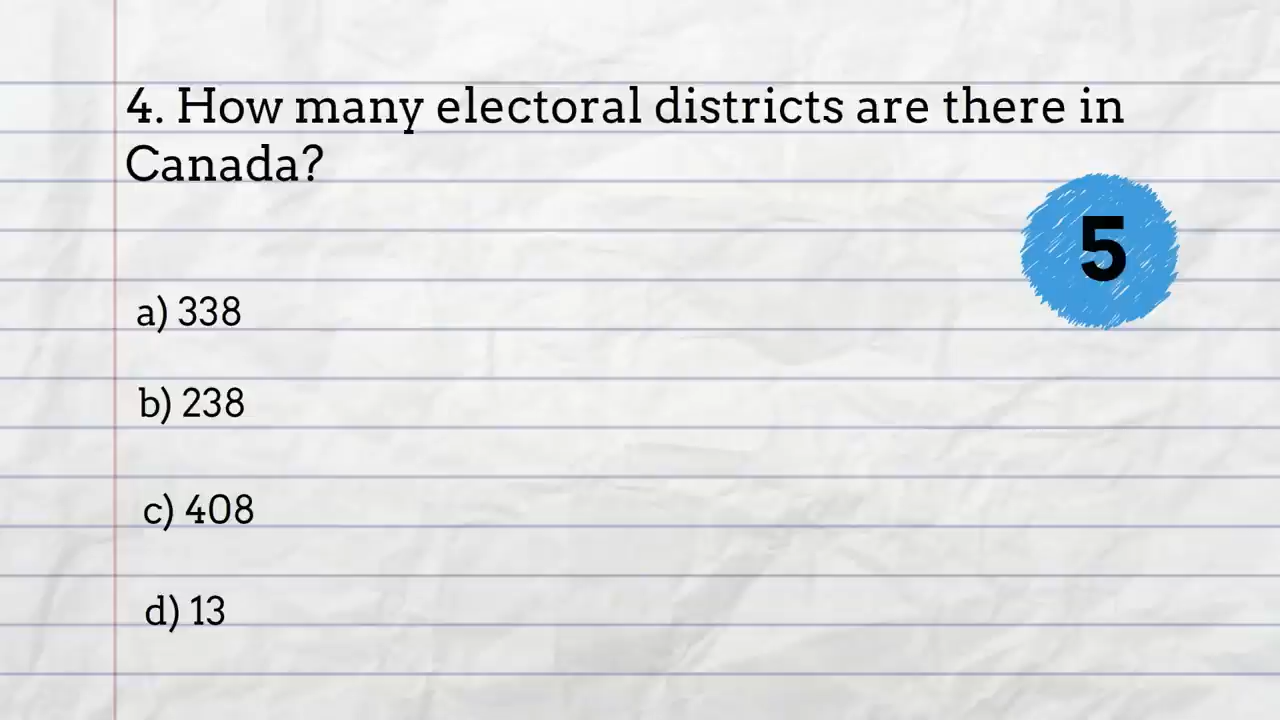 4. How many electoral districts are there in
Canada?
5
a) 338
b) 238
c) 408
d) 13